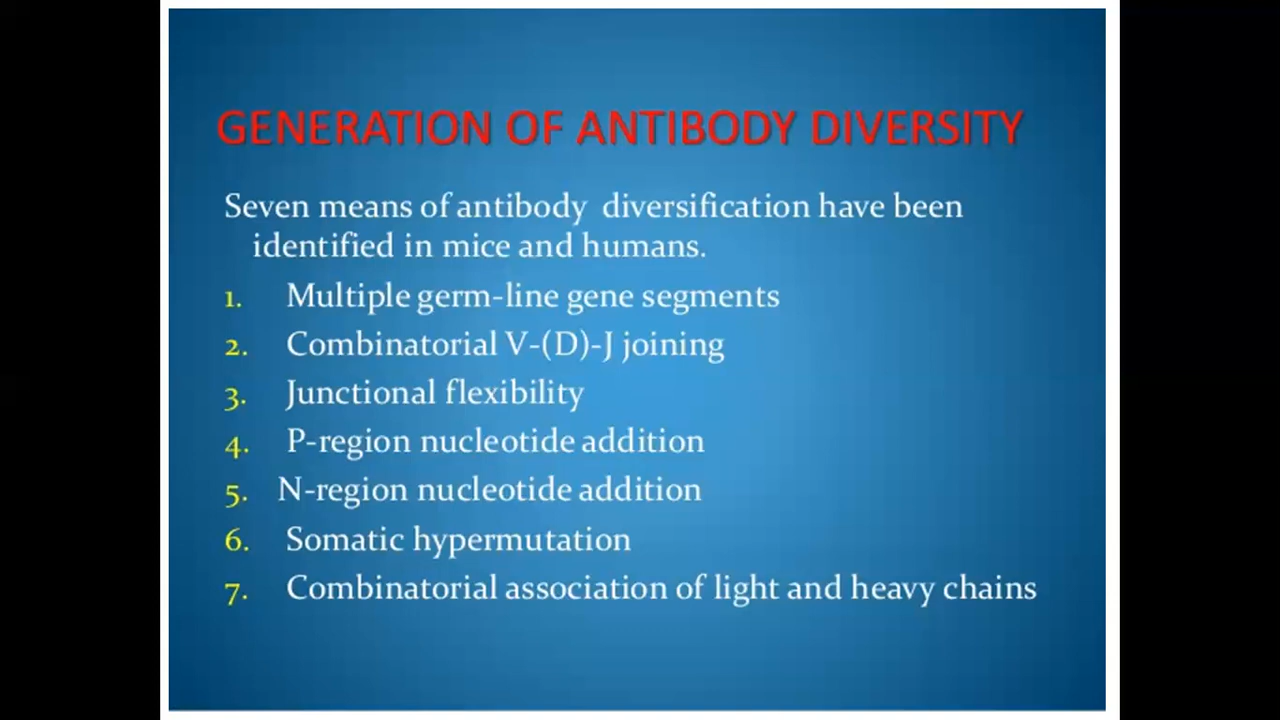 GENERATION OF ANTIBODY DIVERSITY
Seven means of antibody diversification have been
identified in mice and humans.
1. Multiple germ-line gene segments
2. Combinatorial V-(D)-J joining
3. Junctional flexibility
4. P-region nucleotide addition
5. N-region nucleotide addition
6. Somatic hypermutation
7. Combinatorial association of light and heavy chains